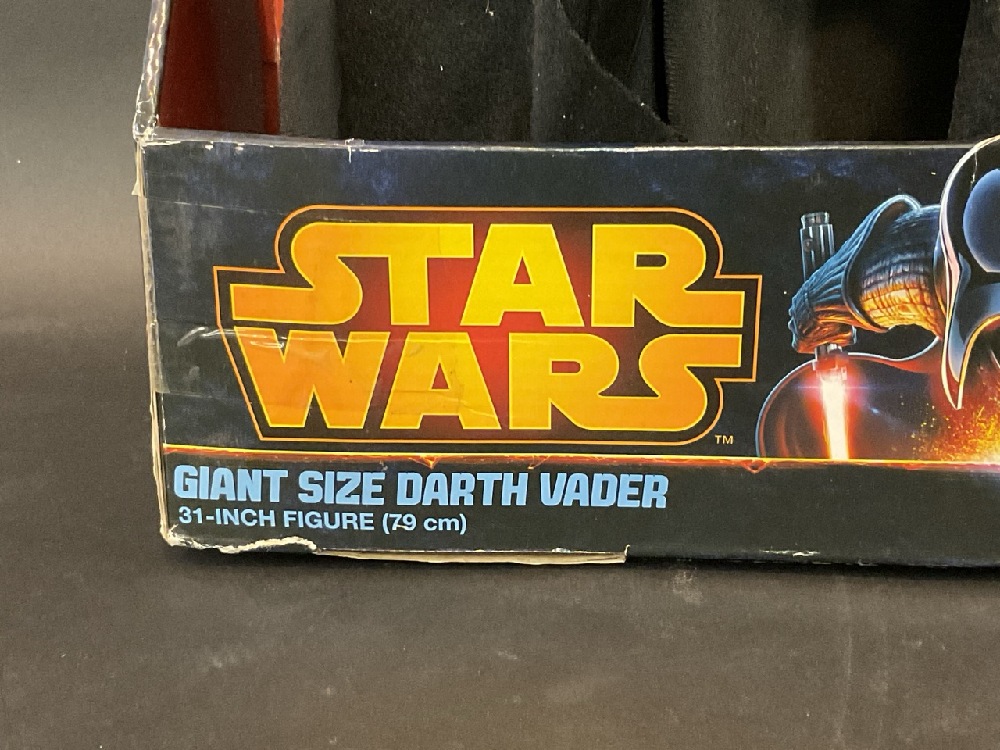 STAR
WARS
TM
GIANT SIZE DARTH VADER
31-INCH FIGURE (79 cm)